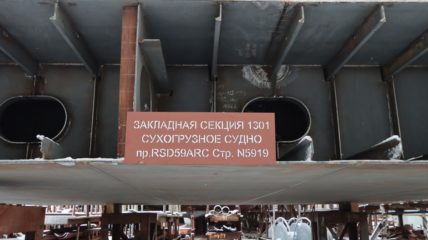 ЗАКЛАДНАЯ СЕКЦИЯ 1301
СУХОГРУЗНОЕ СУДНО
пр.RSD59ARC Стр. N5919